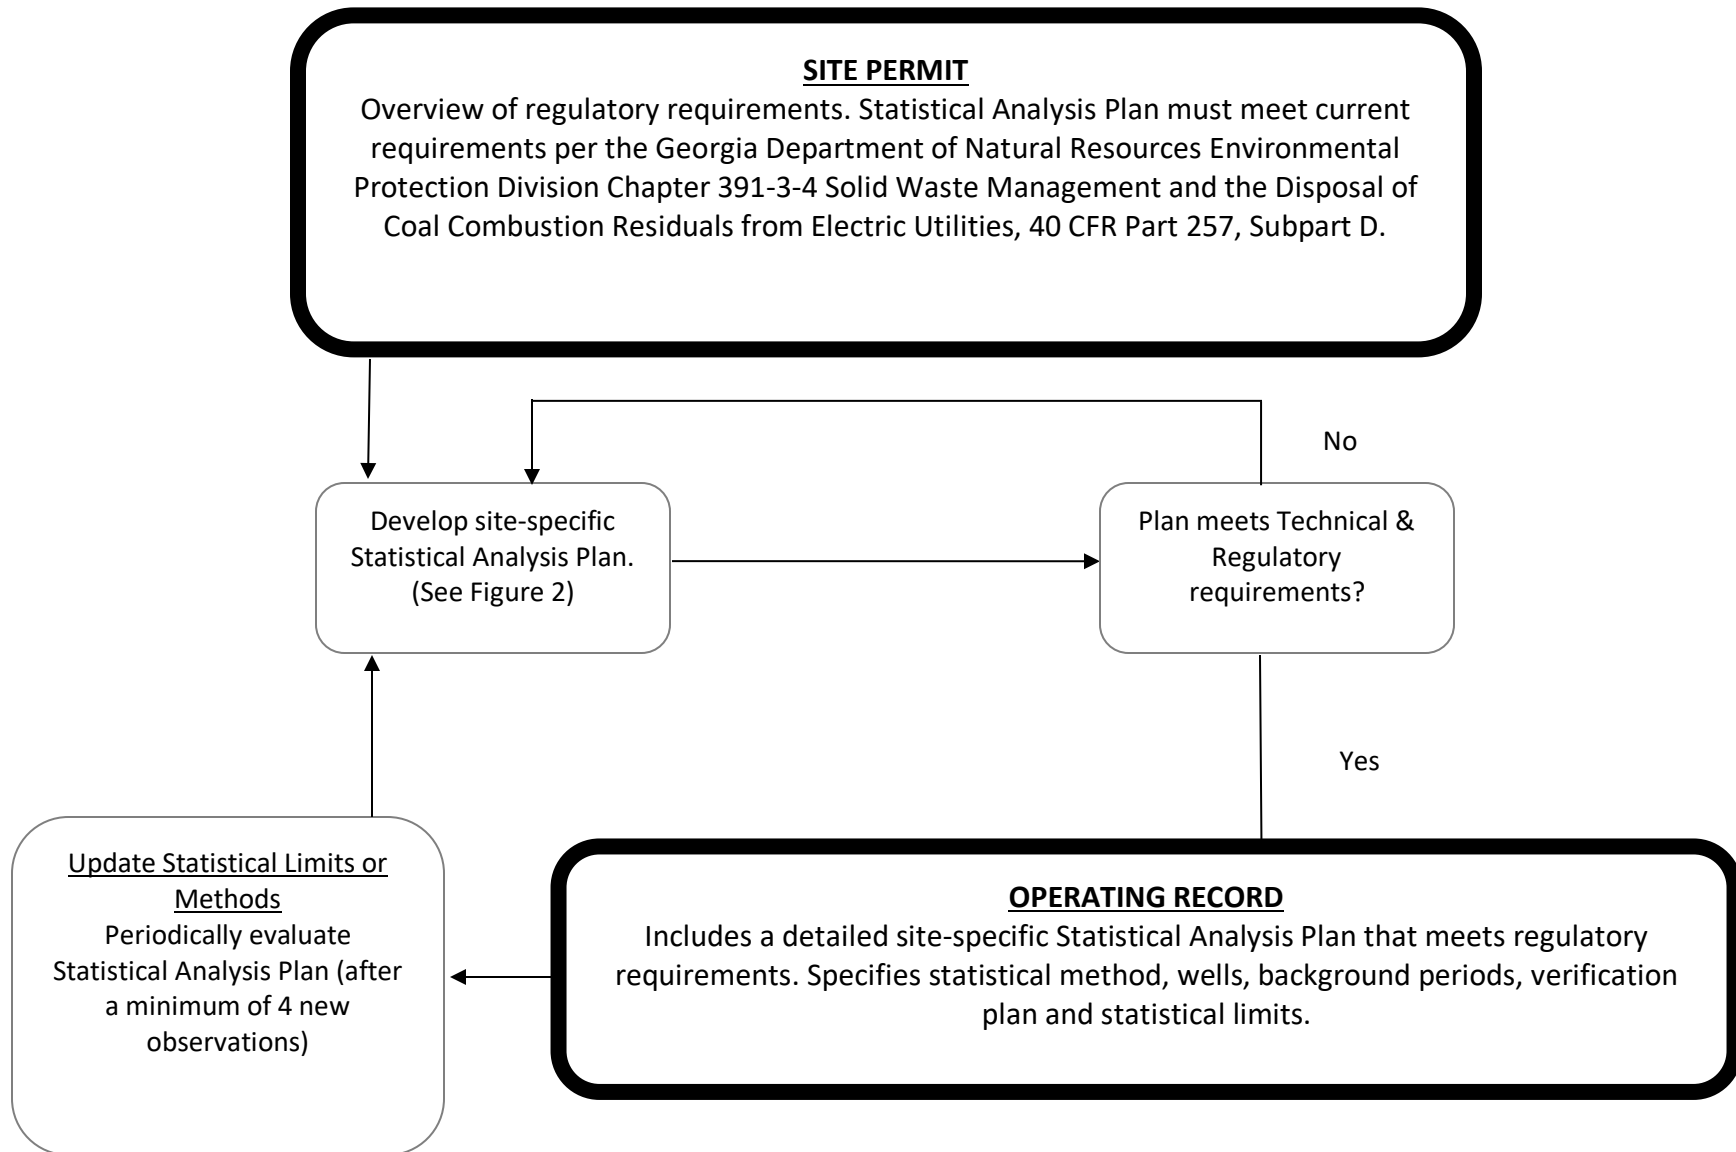 SITE PERMIT
Overview of regulatory requirements. Statistical Analysis Plan must meet current
requirements per the Georgia Department of Natural Resources Environmental
Protection Division Chapter 391-3-4 Solid Waste Management and the Disposal of
Coal Combustion Residuals from Electric Utilities, 40 CFR Part 257, Subpart D.
No
Develop site-specific
Statistical Analysis Plan.
(See Figure 2)
Plan meets Technical &
Regulatory
requirements?
Yes
Update Statistical Limits or
Methods
Periodically evaluate
Statistical Analysis Plan (after
a minimum of 4 new
observations)
OPERATING RECORD
Includes a detailed site-specific Statistical Analysis Plan that meets regulatory
requirements. Specifies statistical method, wells, background periods, verification
plan and statistical limits.